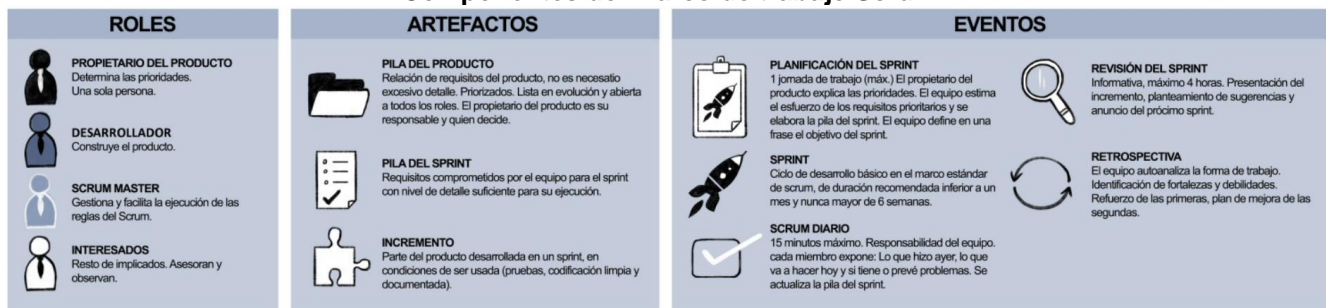 ROLES
PROPIETARIO DEL PRODUCTO
Determina las prioridades.
Una sola persona.
DESARROLLADOR
Construye el producto.
SCRUM MASTER
Gestiona y facilita la ejecución de las
reglas del Scrum.
INTERESADOS
Resto de implicados. Asesoran y
observan.
ARTEFACTOS
PILA DEL PRODUCTO
Relación de requisitos del producto, no es necesatio
excesivo detalle. Priorizados. Lista en evolución y abierta
a todos los roles. El propietario del producto es su
responsable y quien decide.
PILA DEL SPRINT
Requisitos comprometidos por el equipo para el sprint
con nivel de detalle suficiente para su ejecución.
INCREMENTO
Parte del producto desarrollada en un sprint, en
condiciones de ser usada (pruebas, codificación limpia y
documentada).
EVENTOS
PLANIFICACIÓN DEL SPRINT
1 jornada de trabajo (máx.) El propietario del
producto explica las prioridades. El equipo estima
el esfuerzo de los requisitos prioritarios y se
elabora la pila del sprint. El equipo define en una
frase el objetivo del sprint.
SPRINT
Ciclo de desarrollo básico en el marco estándar
de scrum, de duración recomendada inferior a un
mes y nunca mayor de 6 semanas.
SCRUM DIARIO
15 minutos máximo. Responsabilidad del equipo.
cada miembro expone: Lo que hizo ayer, lo que
va a hacer hoy y si tiene o prevé problemas. Se
actualiza la pila del sprint.
REVISIÓN DEL SPRINT
Informativa, máximo 4 horas. Presentación del
incremento, planteamiento de sugerencias y
anuncio del prócimo sprint.
RETROSPECTIVA
El equipo autoanaliza la forma de trabajo.
Identificación de fortalezas y debilidades.
Refuerzo de las primeras, plan de mejora de las
segundas.